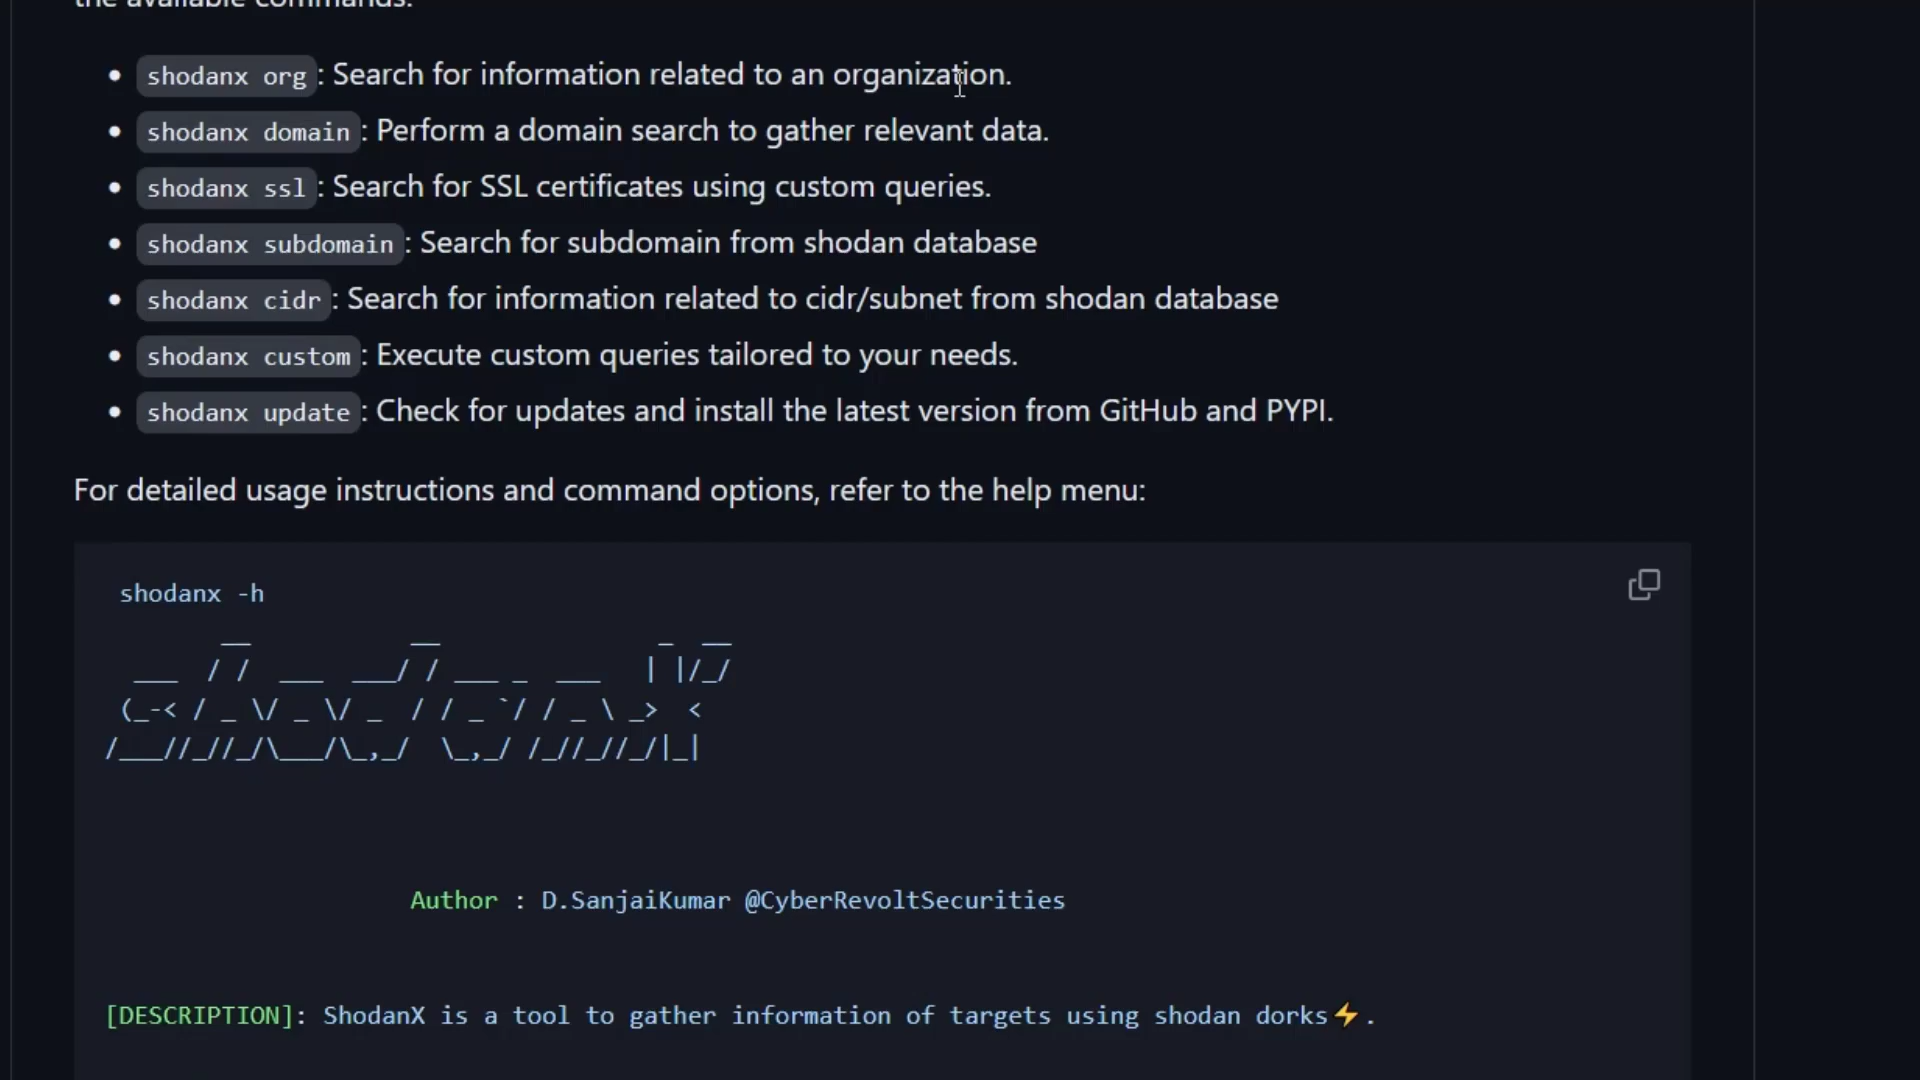 the available commands:
shodanx org: Search for information related to an organization.
shodanx domain: Perform a domain search to gather relevant data.
shodanx ssl: Search for SSL certificates using custom queries.
shodanx subdomain: Search for subdomain from shodan database
shodanx cidr: Search for information related to cidr/subnet from shodan database
shodanx custom: Execute custom queries tailored to your needs.
shodanx update: Check for updates and install the latest version from GitHub and PYPI.
For detailed usage instructions and command options, refer to the help menu:
shodanx -h
shodanX
Author : D.SanjaiKumar @CyberRevoltSecurities
[DESCRIPTION]: ShodanX is a tool to gather information of targets using shodan dorks⚡.